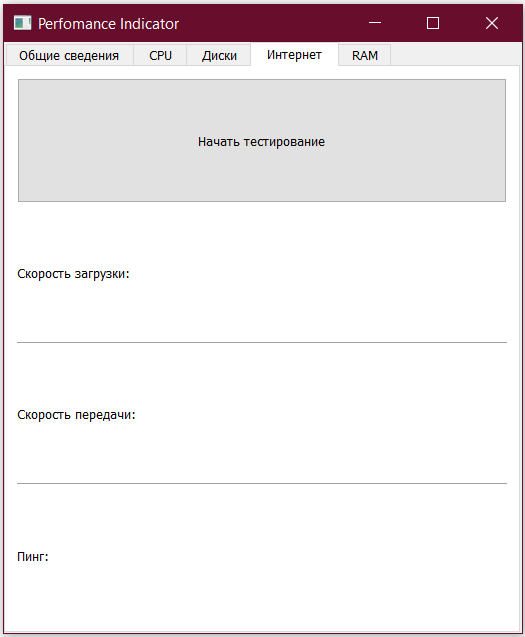 Perfomance Indicator
Общие сведения CPU Диски Интернет RAM
Начать тестирование
Скорость загрузки:
Скорость передачи:
Пинг: